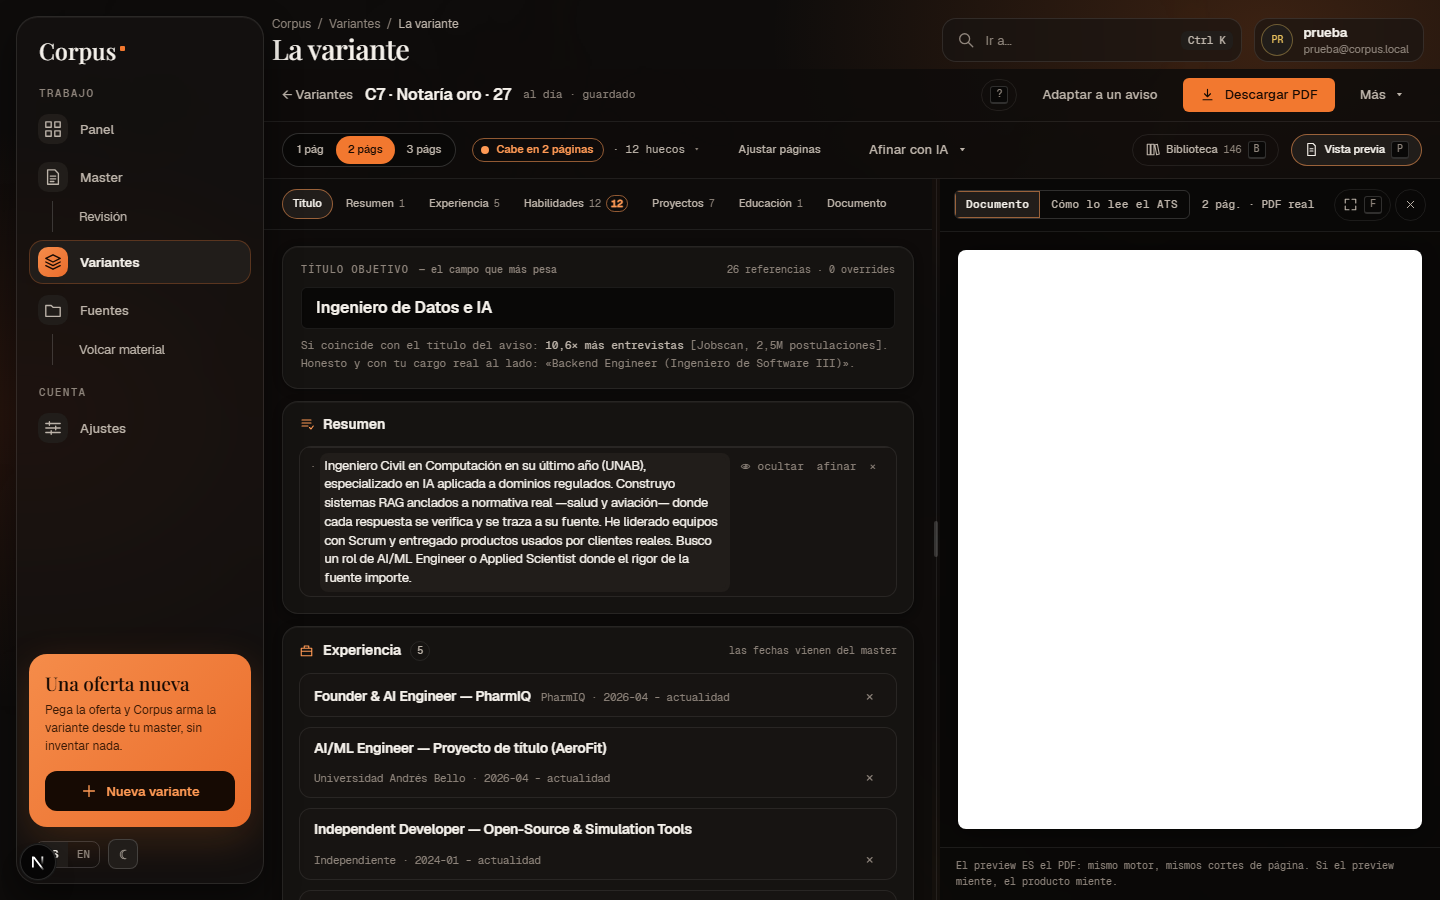 Corpus
TRABAJO
Panel
Master
Revisión
Variantes
Fuentes
Volcar material
CUENTA
Ajustes
Una oferta nueva
Pega la oferta y Corpus arma la
variante desde tu master, sin
inventar nada.
Nueva variante
N
EN
Corpus / Variantes / La variante
La variante
Ir a…
Ctrl K
PR
prueba
prueba@corpus.local
← Variantes
C7 · Notaría oro · 27
al día · guardado
?
Adaptar a un aviso
Descargar PDF
Más
1 pág
2 págs
3 págs
Cabe en 2 páginas
· 12 huecos
Ajustar páginas
Afinar con IA
Biblioteca 146 B
Vista previa P
Título
Resumen 1
Experiencia 5
Habilidades 12 12
Proyectos 7
Educación 1
Documento
TÍTULO OBJETIVO — el campo que más pesa
26 referencias · 0 overrides
Ingeniero de Datos e IA
Si coincide con el título del aviso: 10,6× más entrevistas [Jobscan, 2,5M postulaciones].
Honesto y con tu cargo real al lado: «Backend Engineer (Ingeniero de Software III)».
Resumen
Ingeniero Civil en Computación en su último año (UNAB),
especializado en IA aplicada a dominios regulados. Construyo
sistemas RAG anclados a normativa real —salud y aviación— donde
cada respuesta se verifica y se traza a su fuente. He liderado equipos
con Scrum y entregado productos usados por clientes reales. Busco
un rol de AI/ML Engineer o Applied Scientist donde el rigor de la
fuente importe.
ocultar afinar ×
Experiencia 5
las fechas vienen del master
Founder & AI Engineer — PharmIQ PharmIQ · 2026-04 – actualidad ×
AI/ML Engineer — Proyecto de título (AeroFit)
Universidad Andrés Bello · 2026-04 – actualidad ×
Independent Developer — Open-Source & Simulation Tools
Independiente · 2024-01 – actualidad ×
Documento
Cómo lo lee el ATS
2 pág. · PDF real
F
×
El preview ES el PDF: mismo motor, mismos cortes de página. Si el preview
miente, el producto miente.